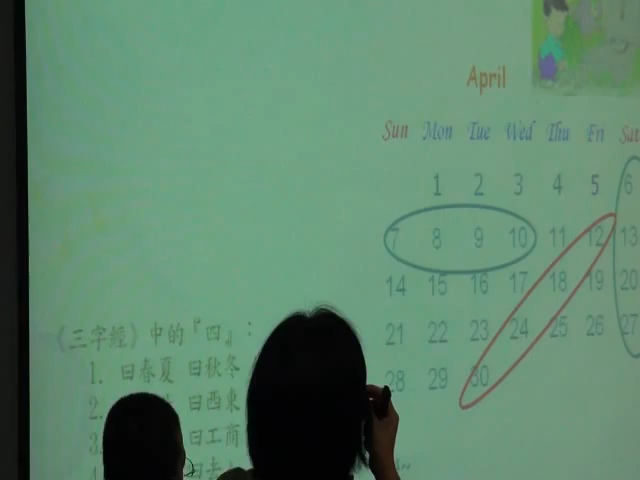 April
Sun Mon Tue Wed Thu Fri Sat
1 2 3 4 5 6
7 8 9 10 11 12 13
14 15 16 17 18 19 20
21 22 23 24 25 26 27
28 29 30
《三字經》中的『四』：
1. 曰春夏 曰秋冬
2. 曰西東
3. 曰工商